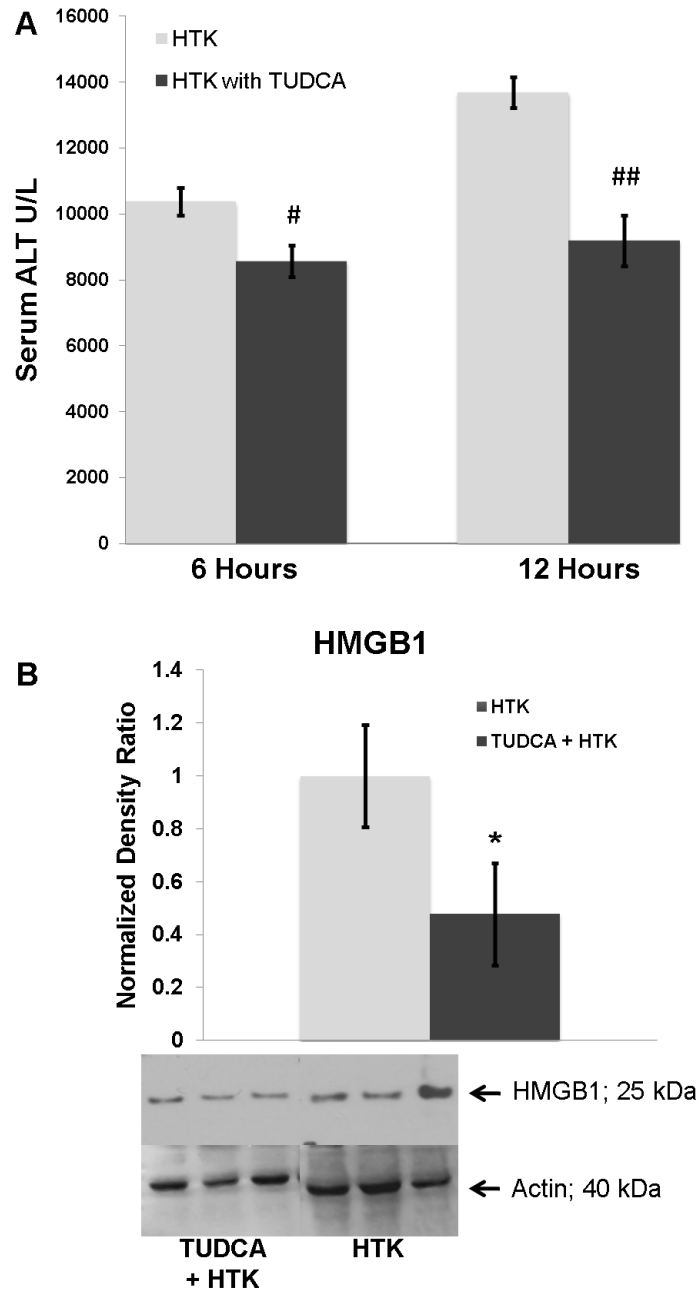 A
16000
14000
12000
10000
8000
6000
4000
2000
0
Serum ALT U/L
HTK
HTK with TUDCA
#
##
6 Hours
12 Hours
B
HMGB1
1.4
1.2
1
0.8
0.6
0.4
0.2
0
Normalized Density Ratio
HTK
TUDCA + HTK
*
HMGB1; 25 kDa
Actin; 40 kDa
TUDCA
+ HTK
HTK